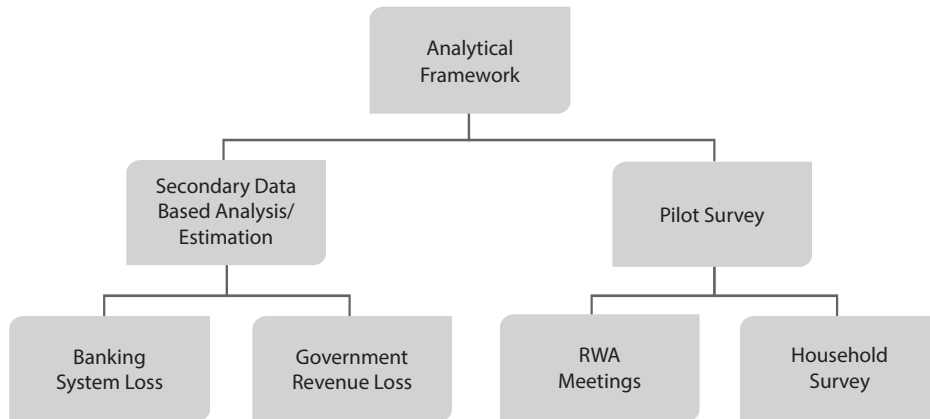 Analytical
Framework
Secondary Data
Based Analysis/
Estimation
Pilot Survey
Banking
System Loss
Government
Revenue Loss
RWA
Meetings
Household
Survey